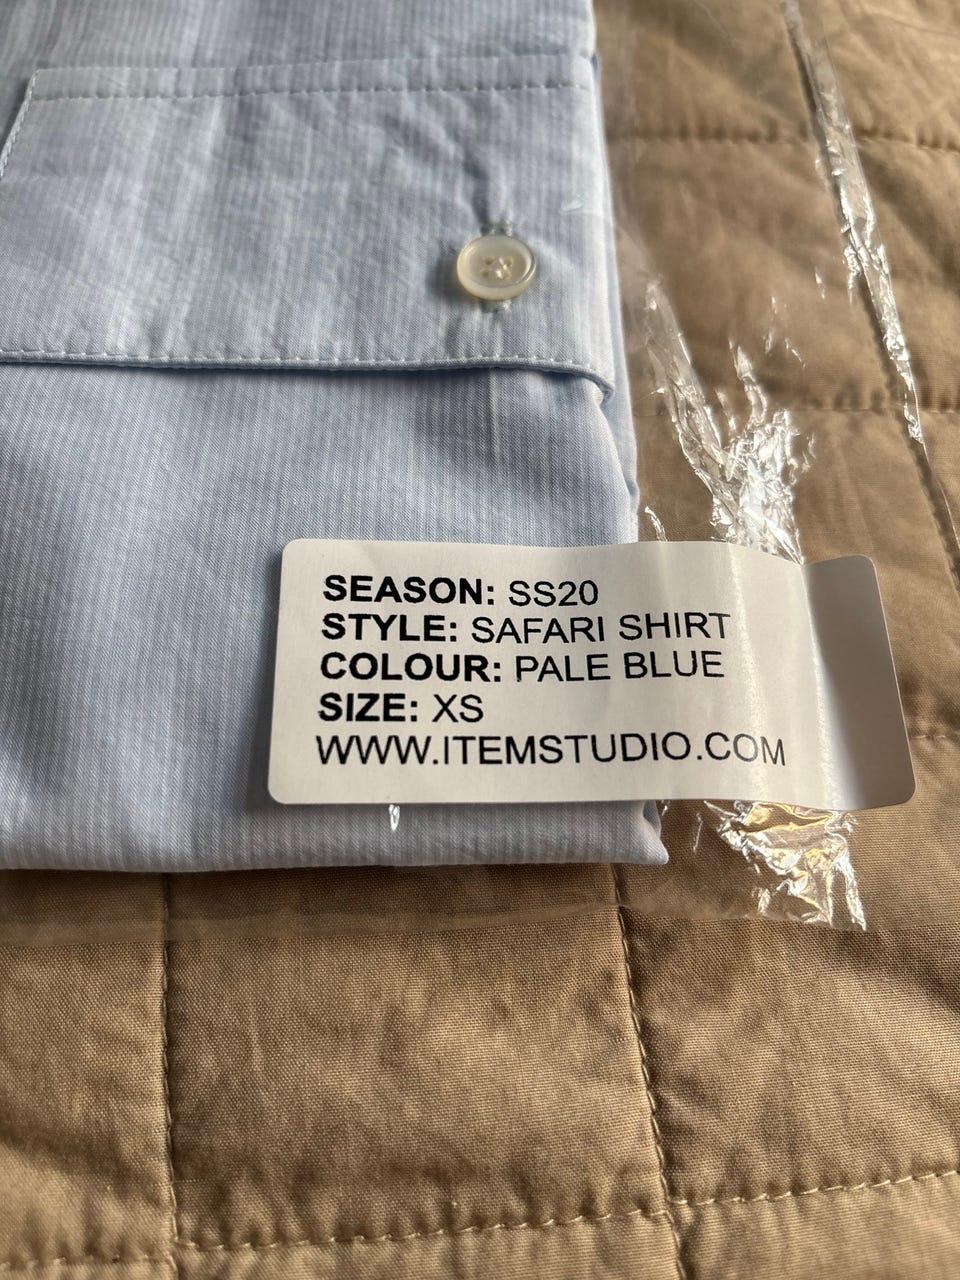 SEASON: SS20
STYLE: SAFARI SHIRT
COLOUR: PALE BLUE
SIZE: XS
WWW.ITEMSTUDIO.COM